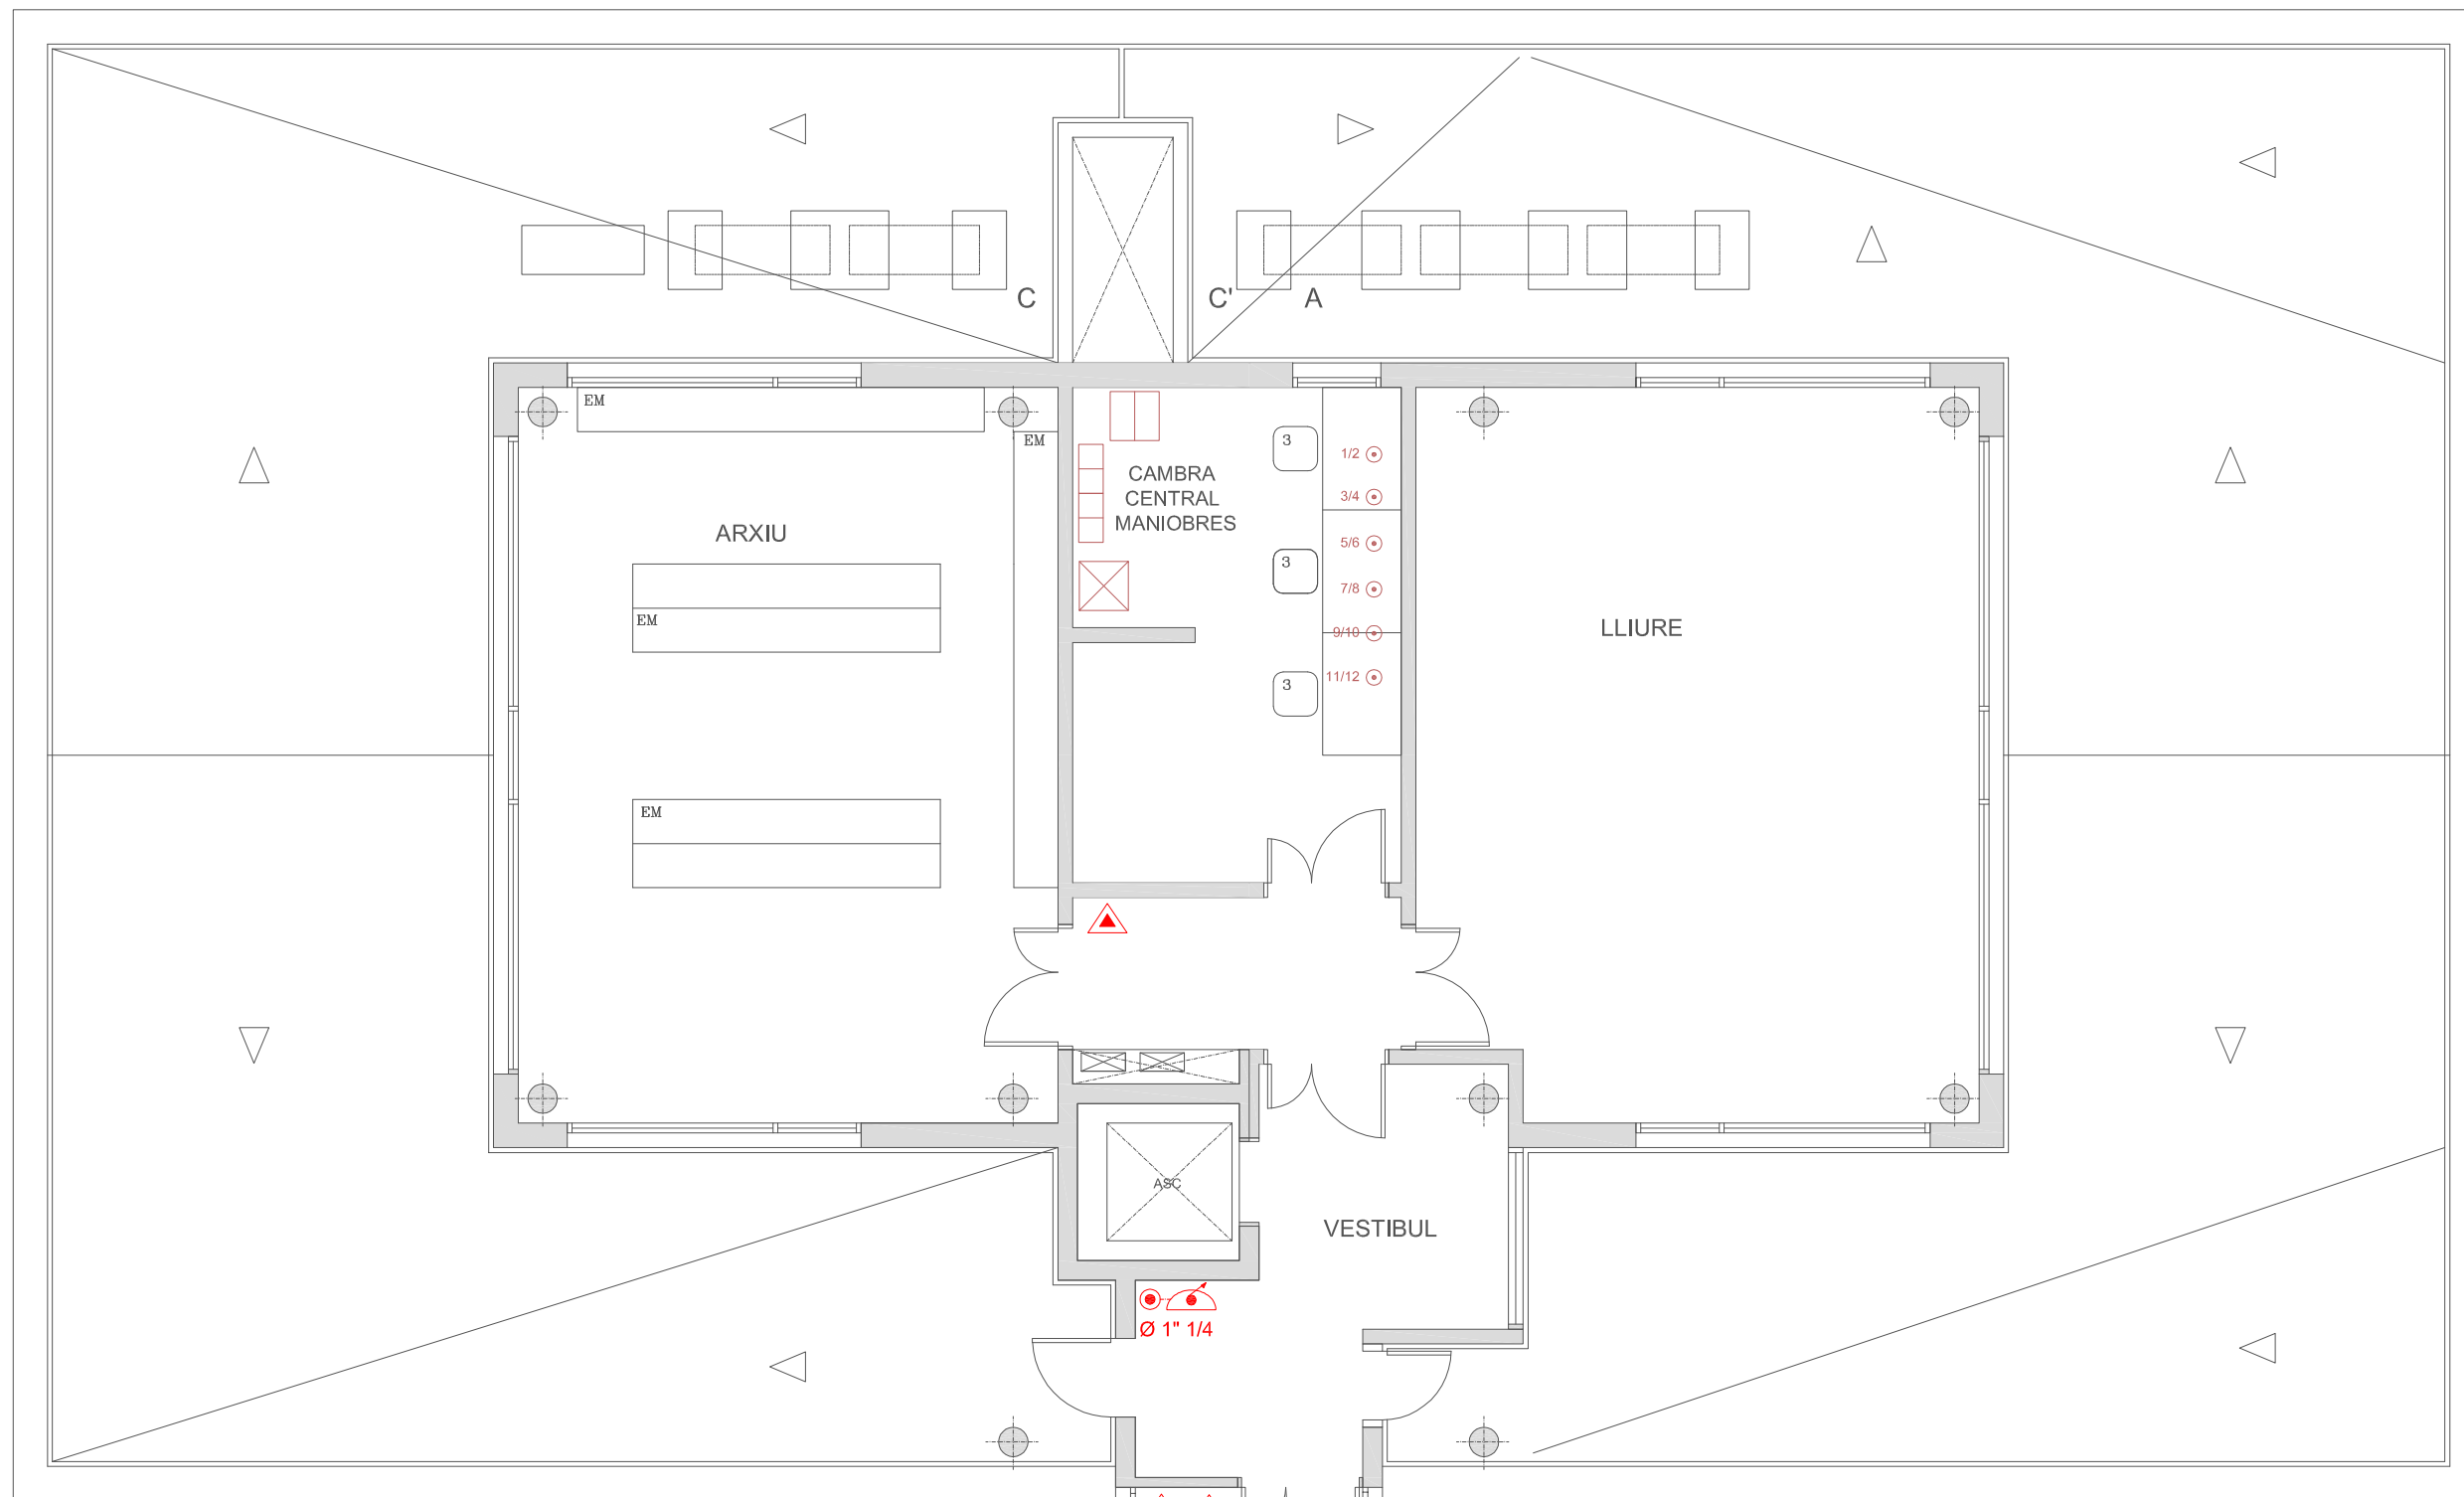 C
C'
A
EM
EM
3
1/2
CAMBRA
CENTRAL
MANIOBRES
3/4
ARXIU
5/6
3
7/8
EM
9/10
LLIURE
11/12
3
EM
ASC
VESTIBUL
Ø 1" 1/4